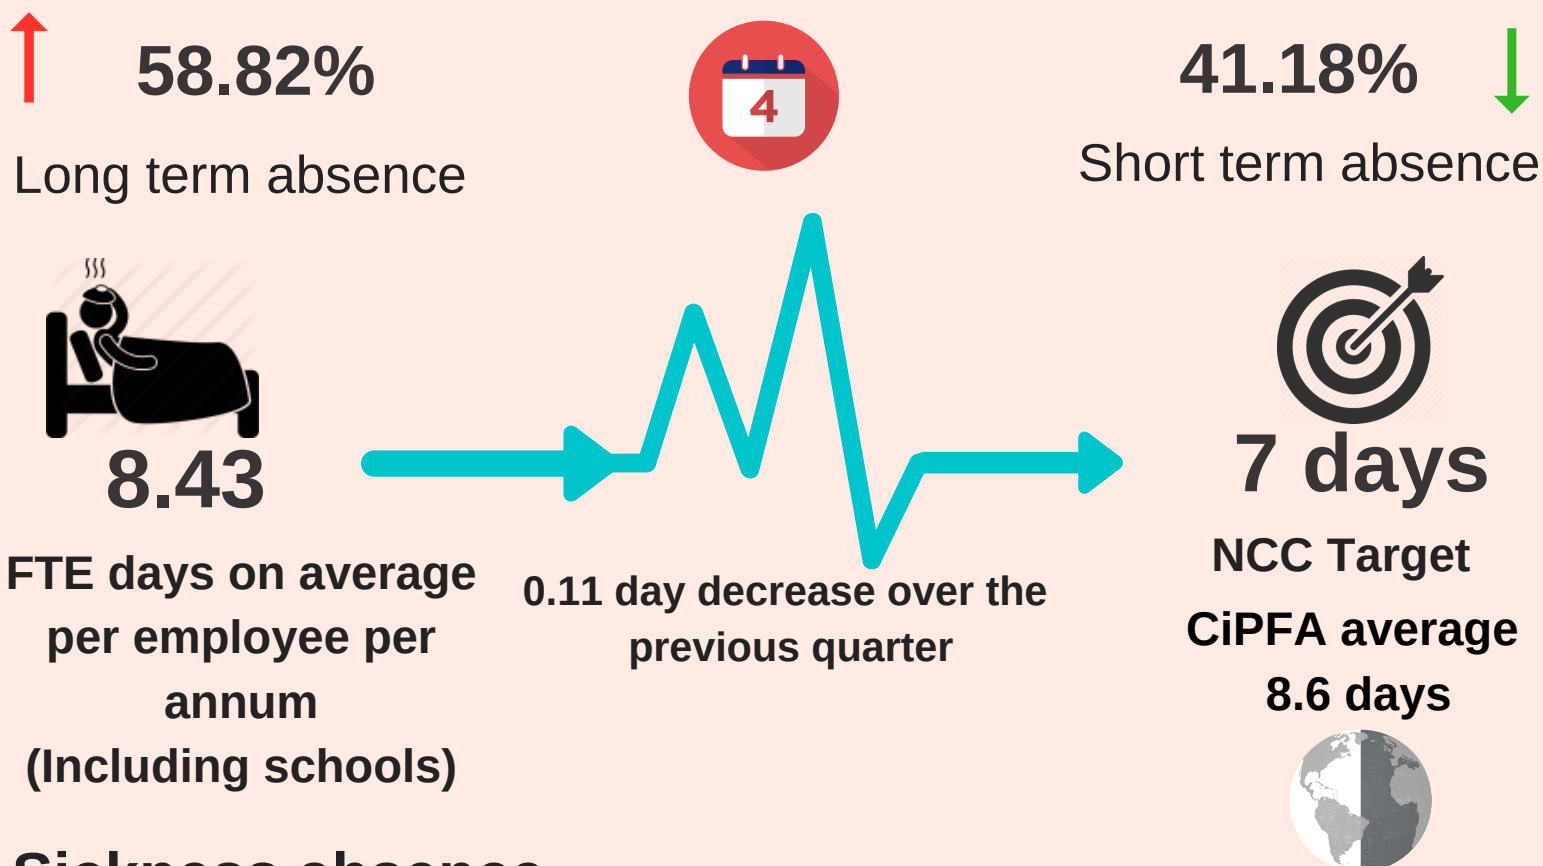 58.82%
Long term absence
4
41.18%
Short term absence
8.43
FTE days on average
per employee per
annum
(Including schools)
0.11 day decrease over the
previous quarter
7 days
NCC Target
CiPFA average
8.6 days
Sickness absence